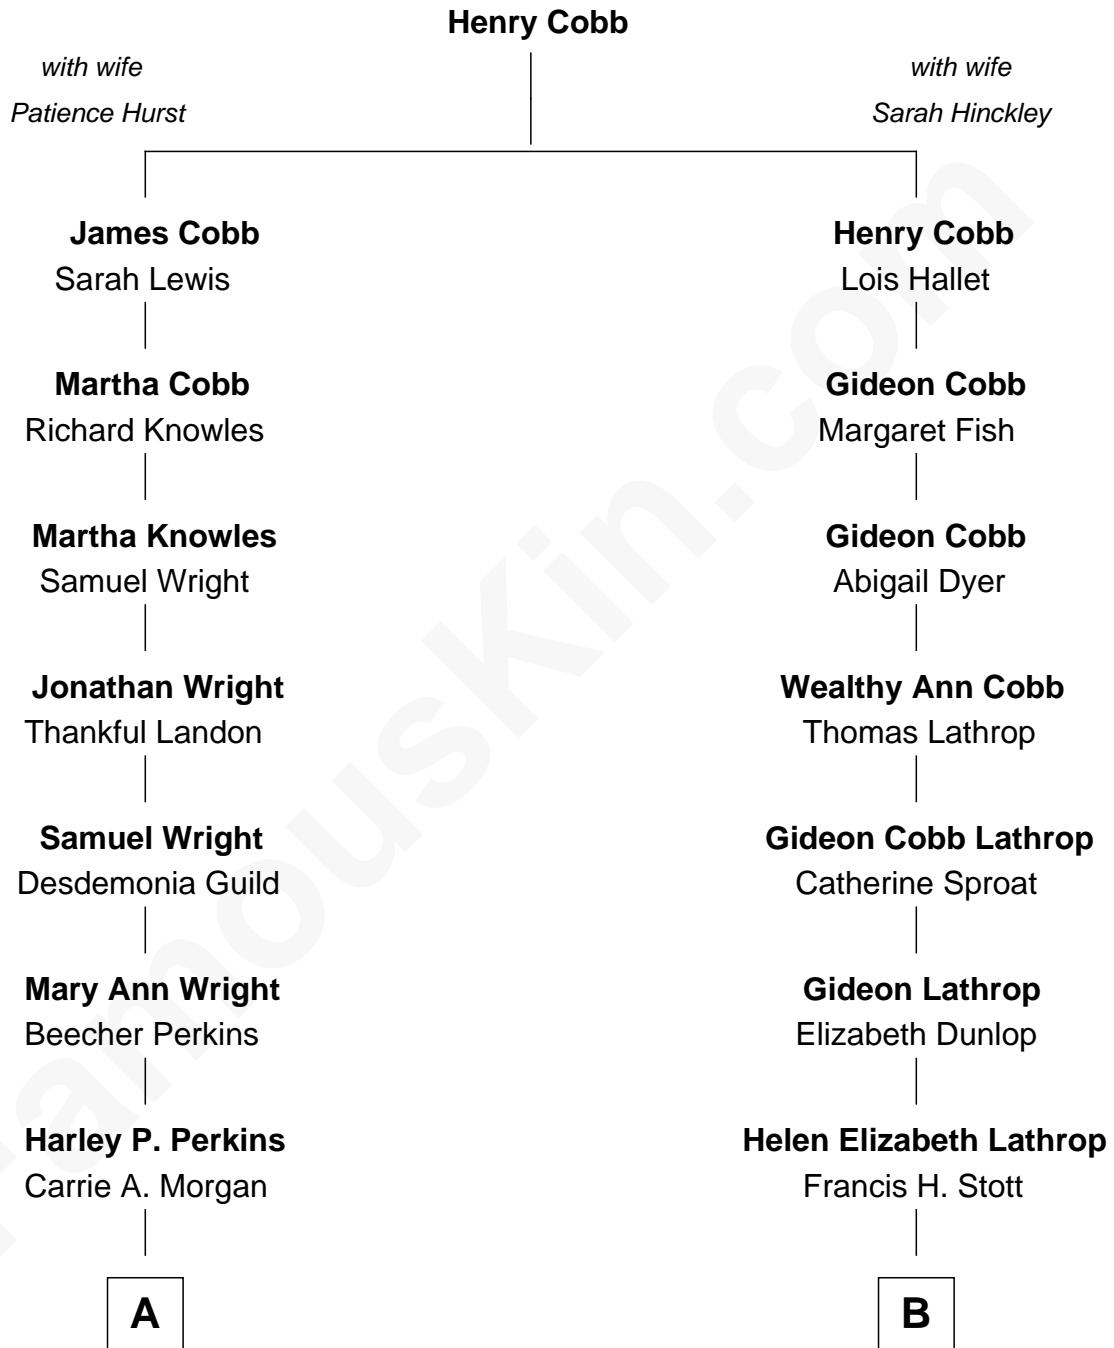 Henry Cobb
with wife
Patience Hurst
with wife
Sarah Hinckley
James Cobb
Sarah Lewis
Henry Cobb
Lois Hallet
Martha Cobb
Richard Knowles
Gideon Cobb
Margaret Fish
Martha Knowles
Samuel Wright
Gideon Cobb
Abigail Dyer
Jonathan Wright
Thankful Landon
Wealthy Ann Cobb
Thomas Lathrop
Samuel Wright
Desdemonia Guild
Gideon Cobb Lathrop
Catherine Sproat
Mary Ann Wright
Beecher Perkins
Gideon Lathrop
Elizabeth Dunlop
Harley P. Perkins
Carrie A. Morgan
Helen Elizabeth Lathrop
Francis H. Stott
A
B
FamousKin.com